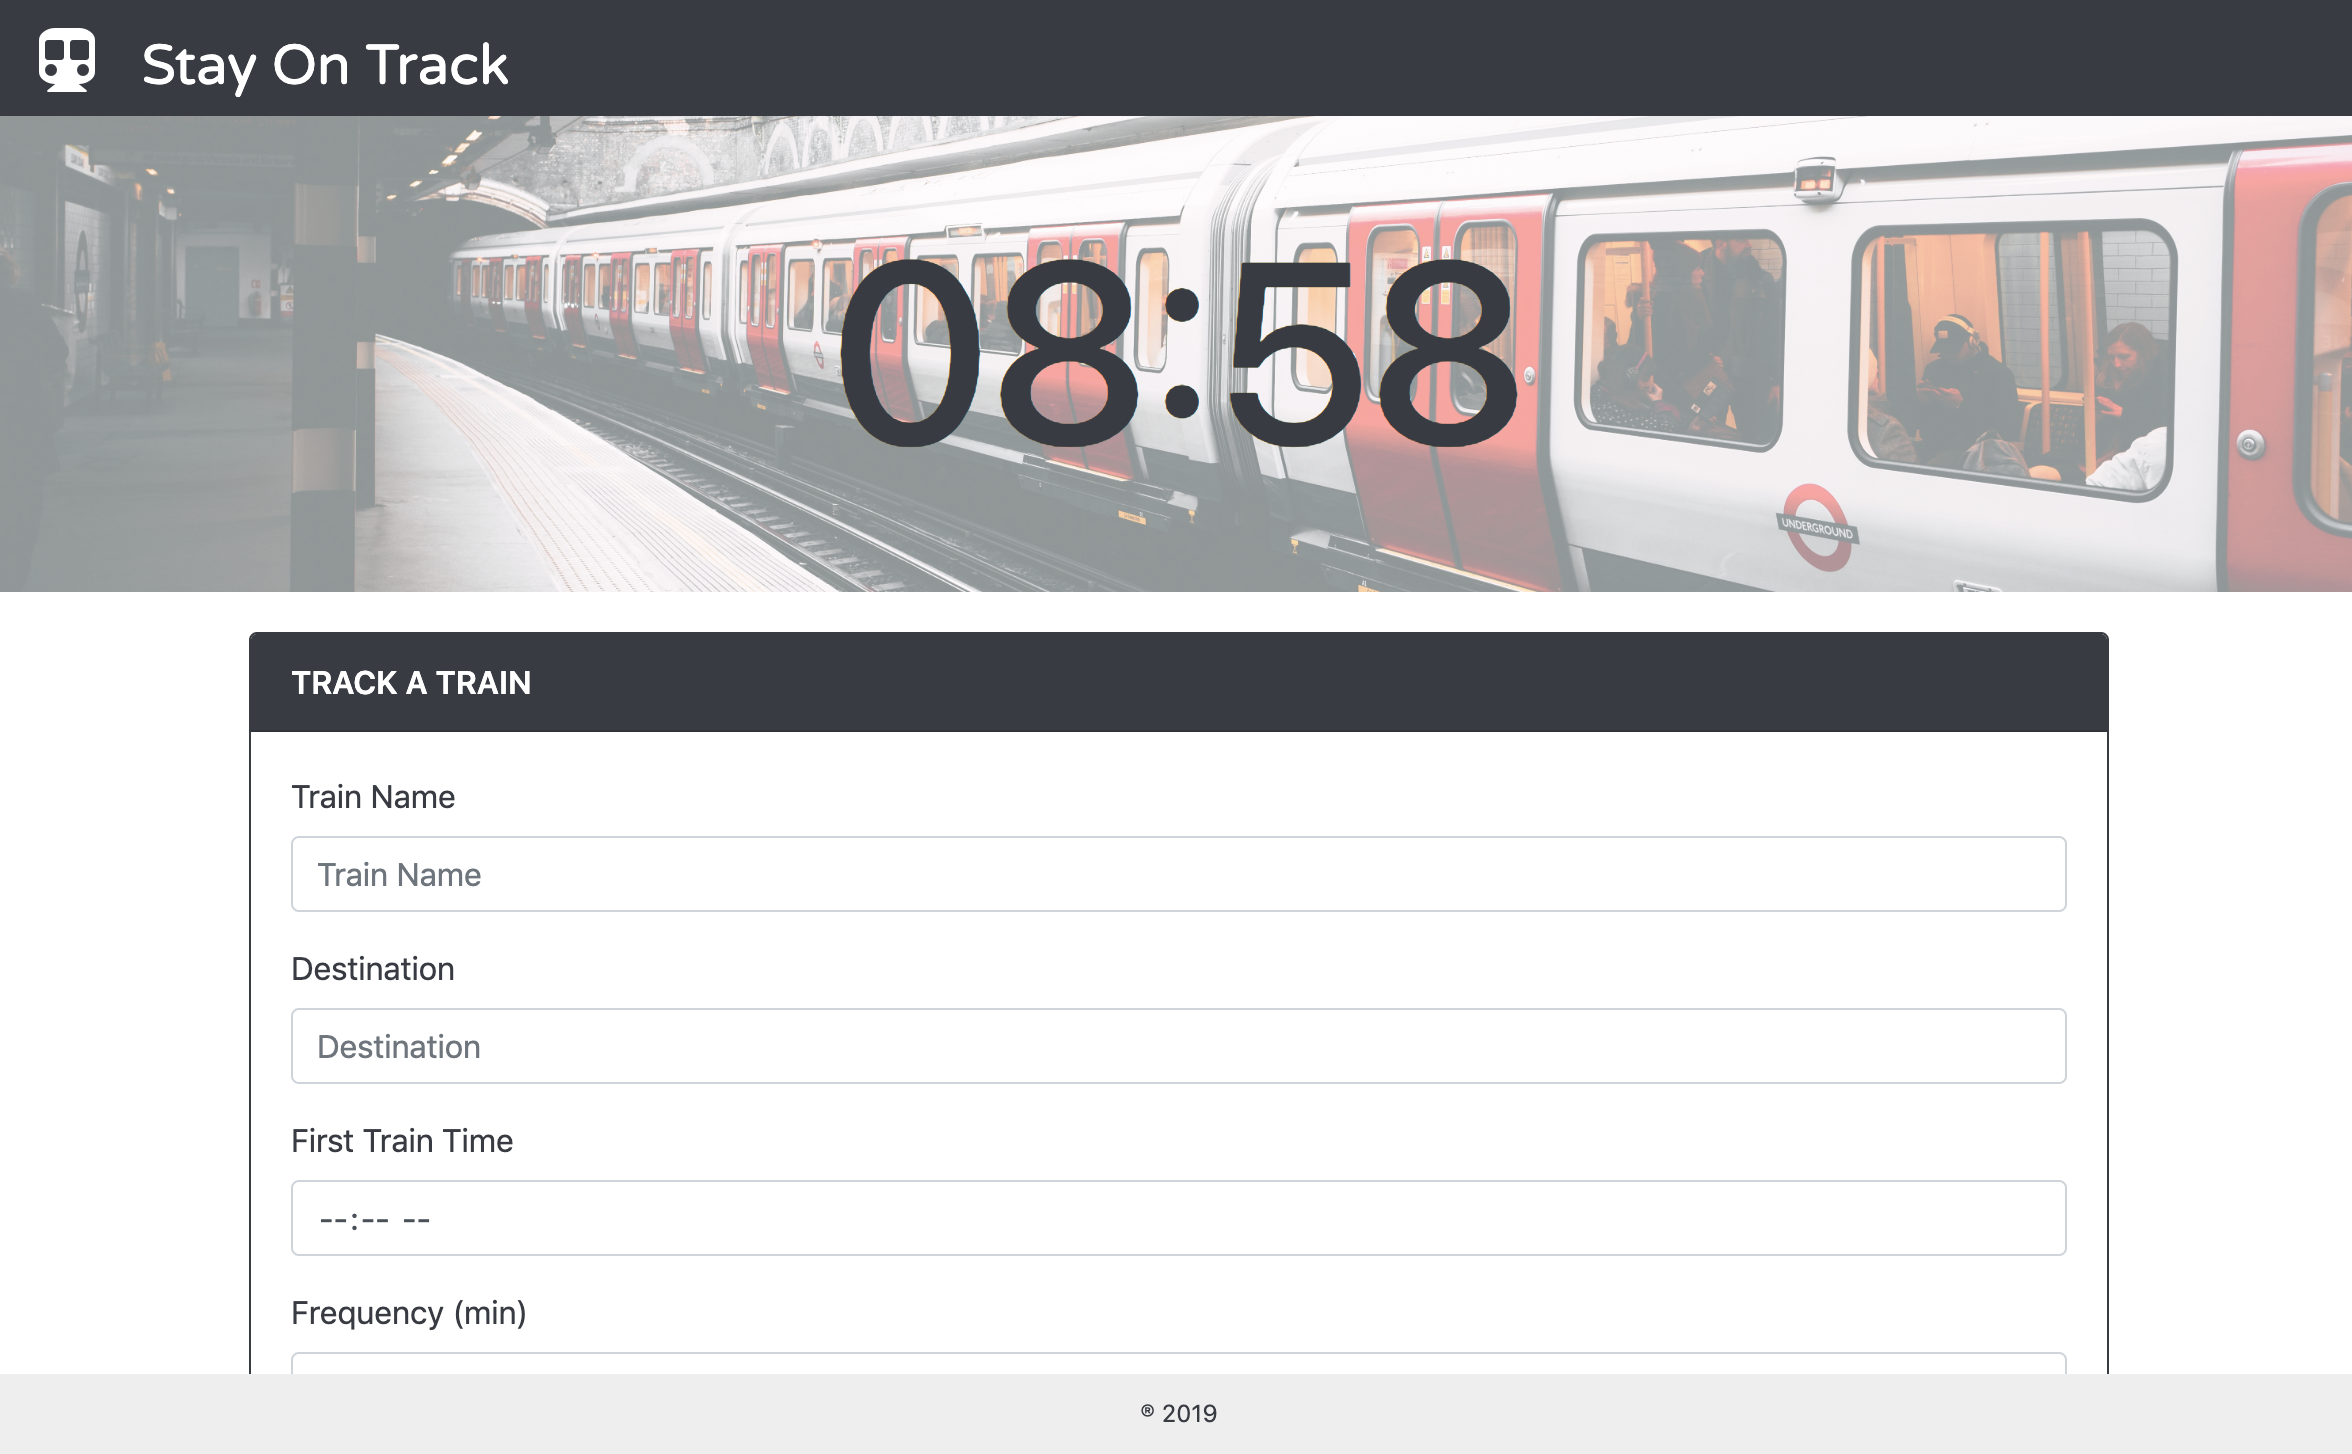 Stay On Track
08:58
UNDERGROUND
TRACK A TRAIN
Train Name
Train Name
Destination
Destination
First Train Time
--:-- --
Frequency (min)
® 2019